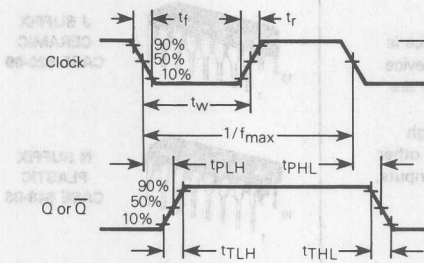 tf tr
90%
50%
10%
Clock
tw
1/fmax
tPLH tPHL
90%
50%
10%
Q or Q̅
tTLH tTHL